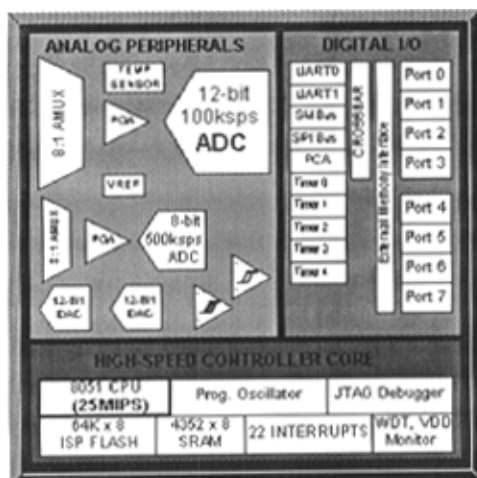 ANALOG PERIPHERALS
8:1 AMUX
TEMP
SENSOR
PGA
12-bit
100ksps
ADC
VREF
8:1 AMUX
PGA
8-bit
500ksps
ADC
12-Bit
DAC
12-Bit
DAC
DIGITAL I/O
UART0
UART1
SMBus
SPI Bus
PCA
Timer 0
Timer 1
Timer 2
Timer 3
Timer 4
CROSSBAR
External Memory Interface
Port 0
Port 1
Port 2
Port 3
Port 4
Port 5
Port 6
Port 7
HIGH-SPEED CONTROLLER CORE
8051 CPU
(25MIPS)
Prog. Oscillator
JTAG Debugger
64K x 8
ISP FLASH
4352 x 8
SRAM
22 INTERRUPTS
WDT, VDD
Monitor